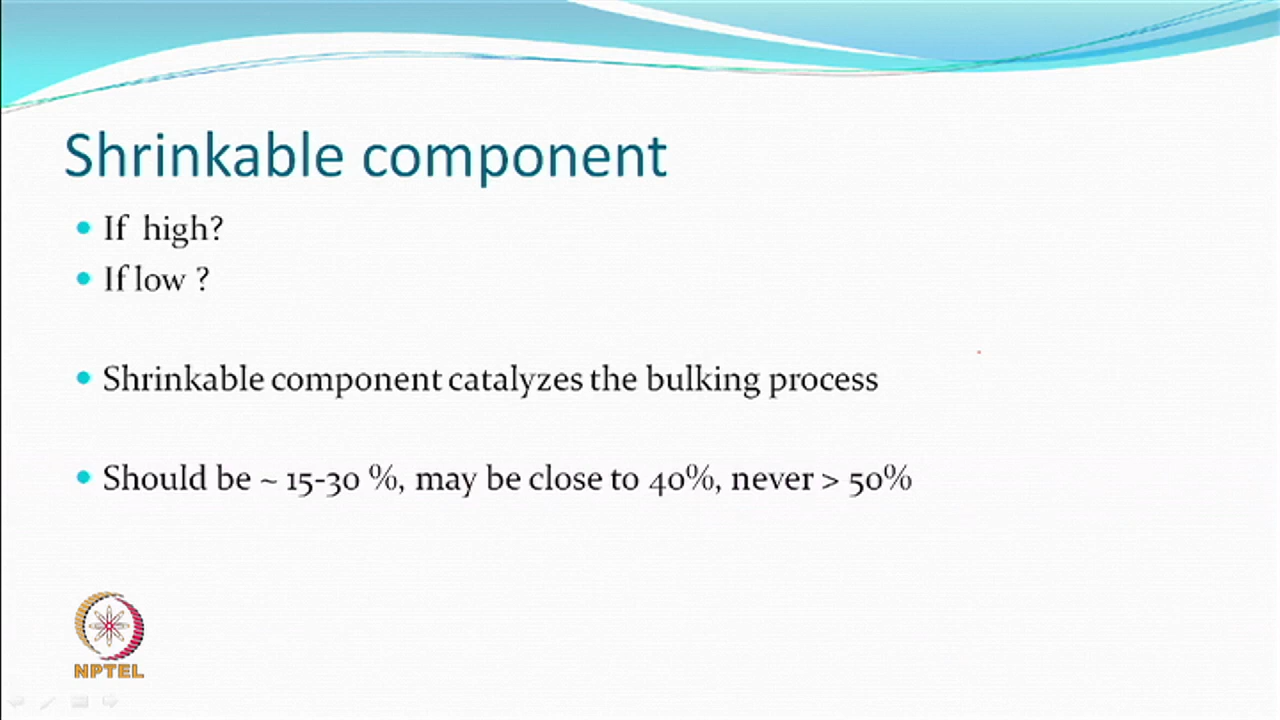 Shrinkable component
If high?
If low ?
Shrinkable component catalyzes the bulking process
Should be ~ 15-30 %, may be close to 40%, never > 50%
NPTEL